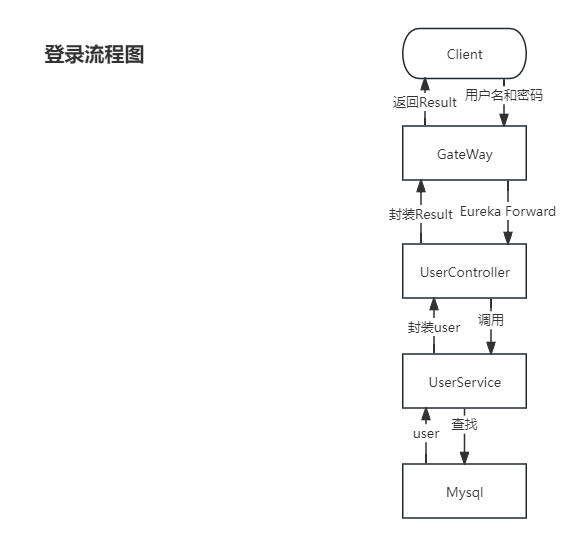 登录流程图
Client
返回Result
用户名和密码
GateWay
封装Result
Eureka Forward
UserController
封装user
调用
UserService
user
查找
Mysql